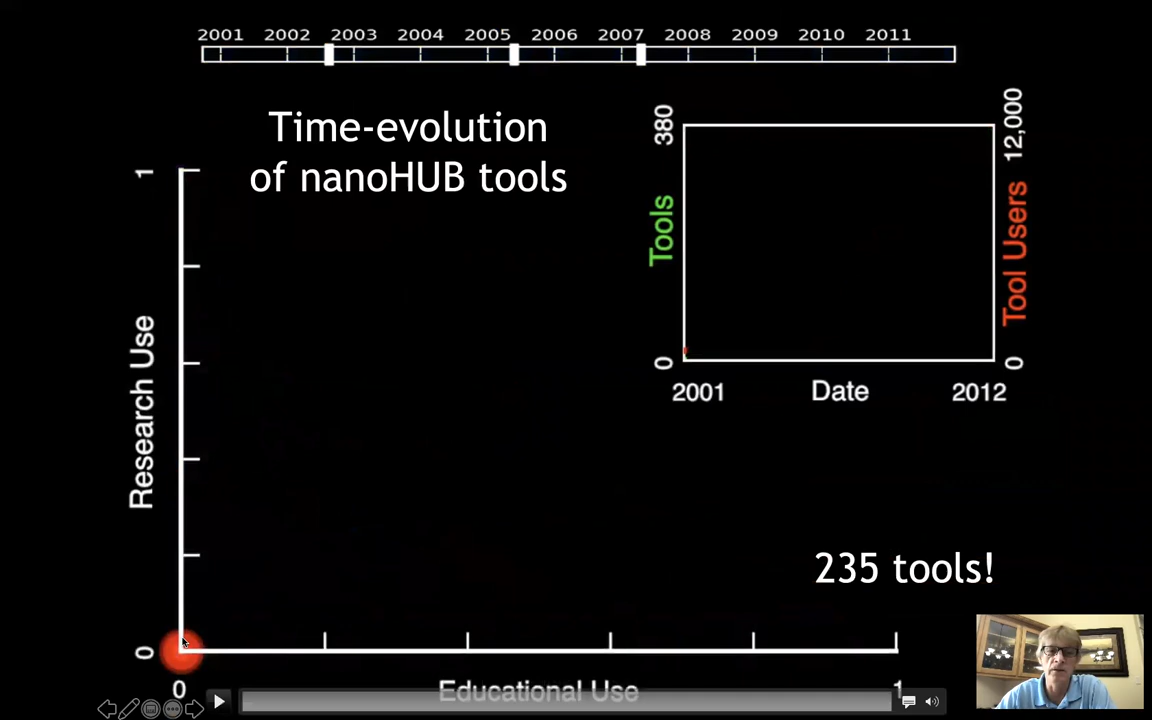 2001 2002 2003 2004 2005 2006 2007 2008 2009 2010 2011
Time-evolution
of nanoHUB tools
380
12,000
Tools
Tool Users
0
0
2001 Date 2012
1
Research Use
0
235 tools!
0 Educational Use 1